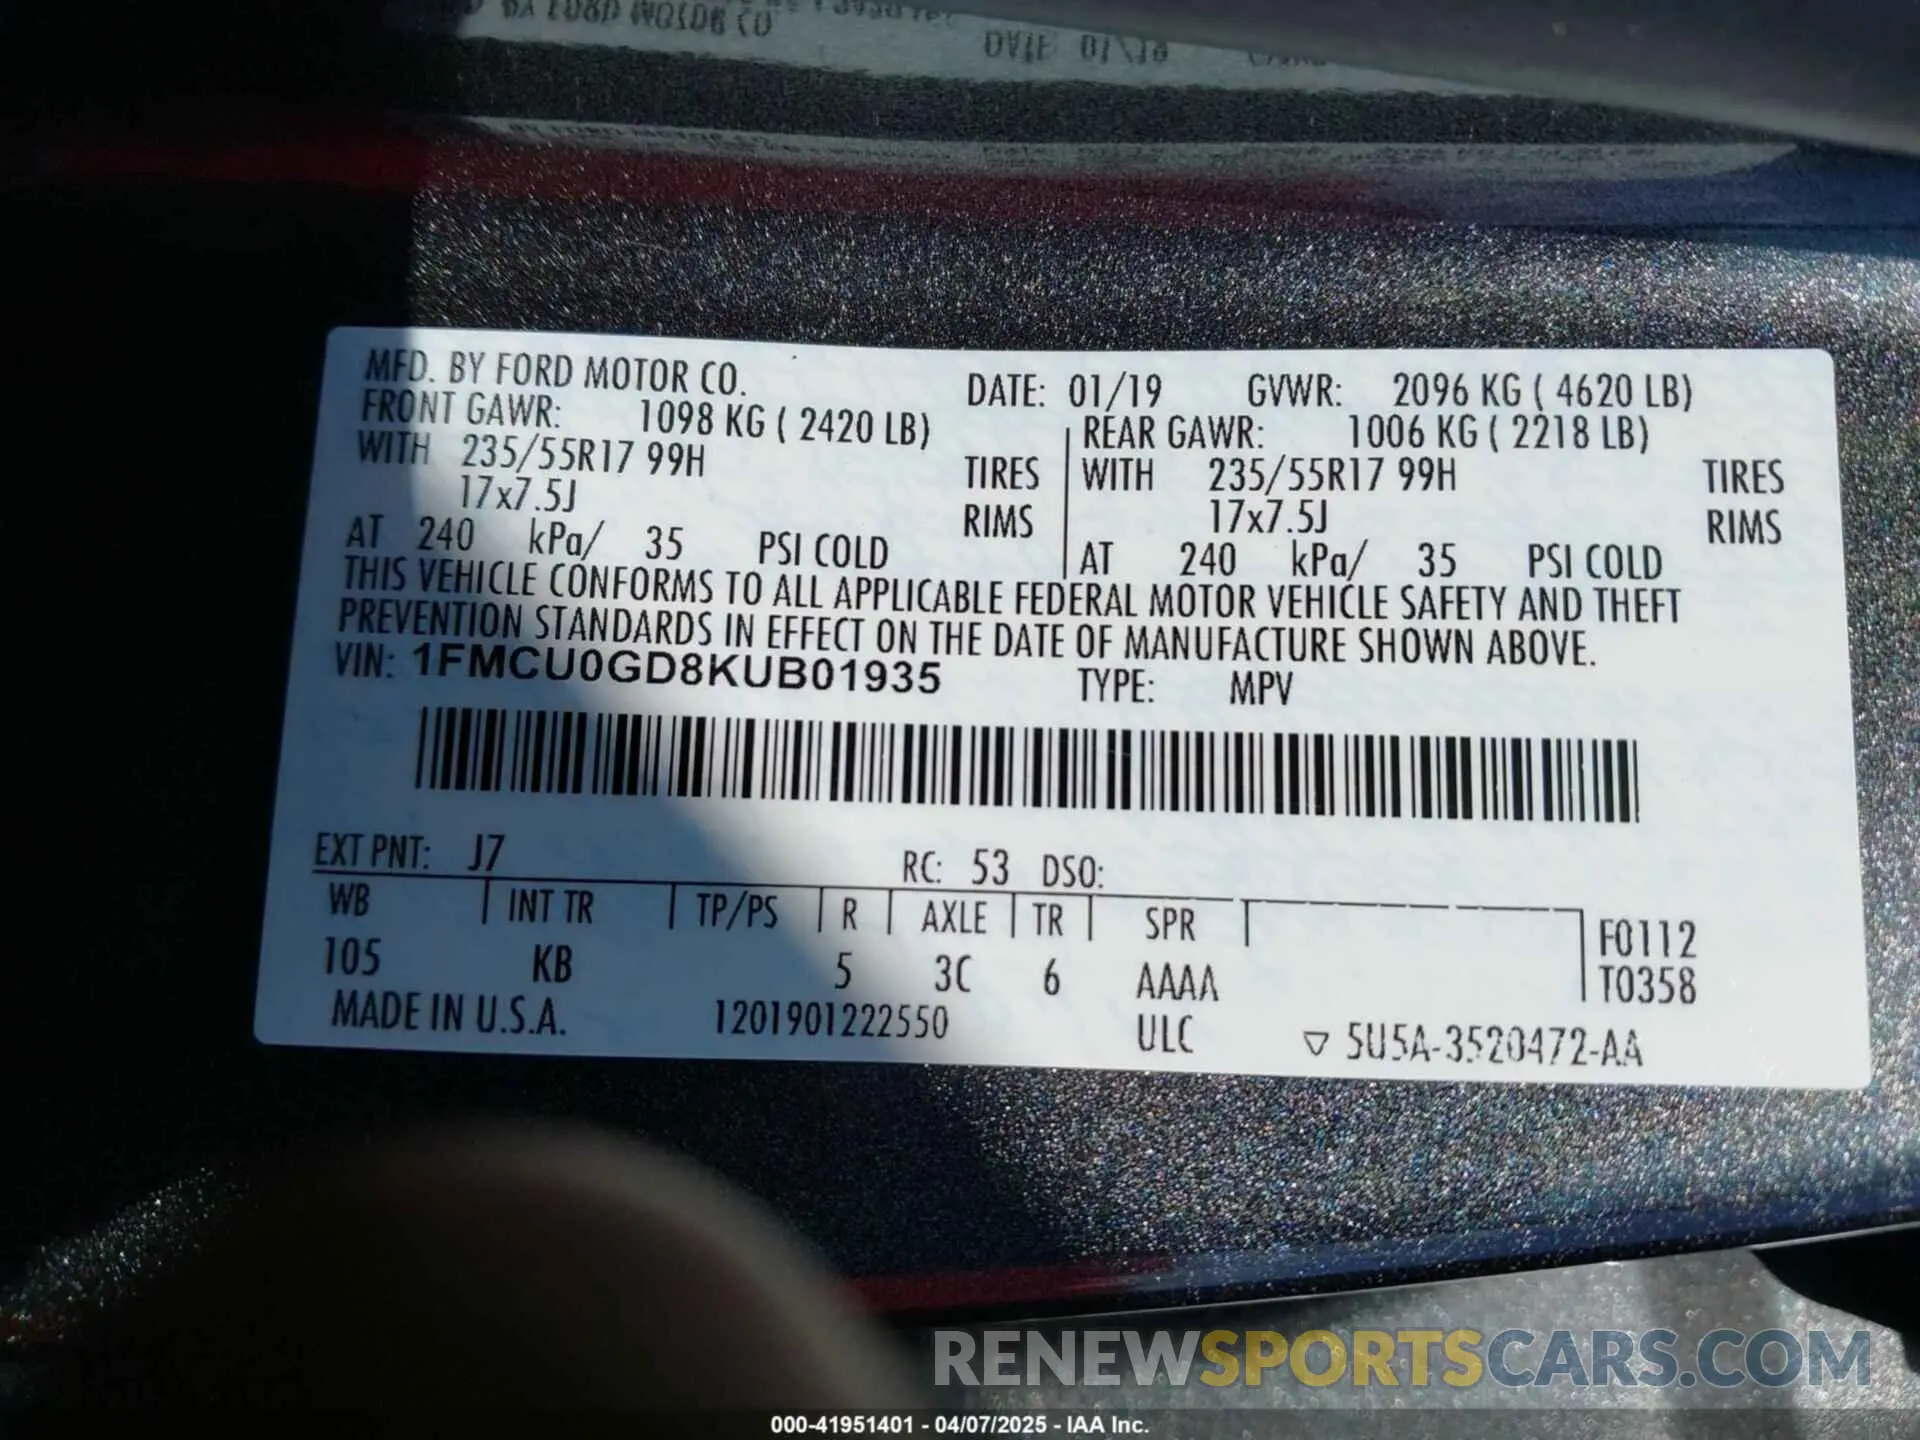 DATE 01/19
MFD. BY FORD MOTOR CO. DATE: 01/19 GVWR: 2096 KG ( 4620 LB)
FRONT GAWR: 1098 KG ( 2420 LB) REAR GAWR: 1006 KG ( 2218 LB)
WITH 235/55R17 99H TIRES WITH 235/55R17 99H TIRES
17x7.5J RIMS 17x7.5J RIMS
AT 240 kPa/ 35 PSI COLD AT 240 kPa/ 35 PSI COLD
THIS VEHICLE CONFORMS TO ALL APPLICABLE FEDERAL MOTOR VEHICLE SAFETY AND THEFT
PREVENTION STANDARDS IN EFFECT ON THE DATE OF MANUFACTURE SHOWN ABOVE.
VIN: 1FMCU0GD8KUB01935 TYPE: MPV
EXT PNT: J7 RC: 53 DSO:
WB INT TR TP/PS R AXLE TR SPR F0112
105 KB 5 3C 6 AAAA T0358
MADE IN U.S.A. 1201901222550 ULC ▽ 5U5A-3520472-AA
RENEWSPORTSCARS.COM
000-41951401 - 04/07/2025 - IAA Inc.